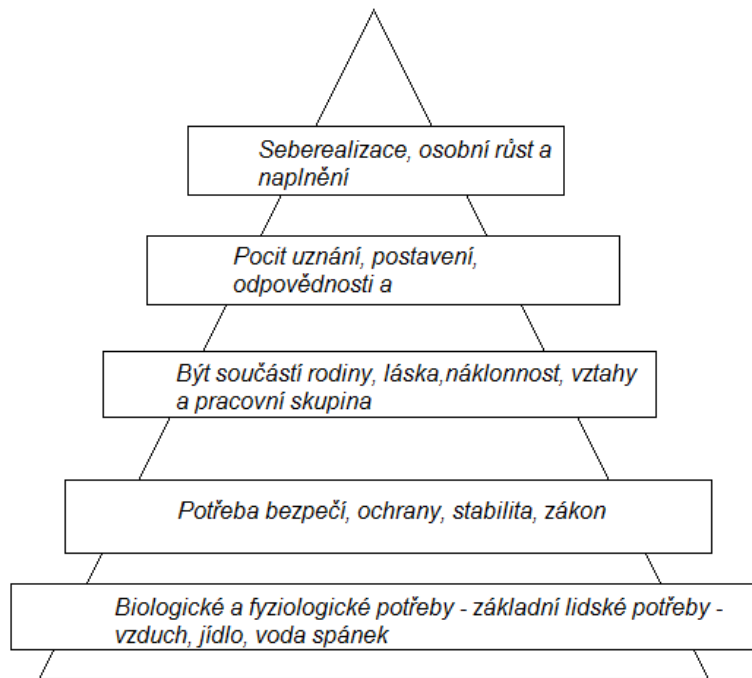 Seberealizace, osobní růst a
naplnění
Pocit uznání, postavení,
odpovědnosti a
Být součástí rodiny, láska,náklonnost, vztahy
a pracovní skupina
Potřeba bezpečí, ochrany, stabilita, zákon
Biologické a fyziologické potřeby - základní lidské potřeby -
vzduch, jídlo, voda spánek